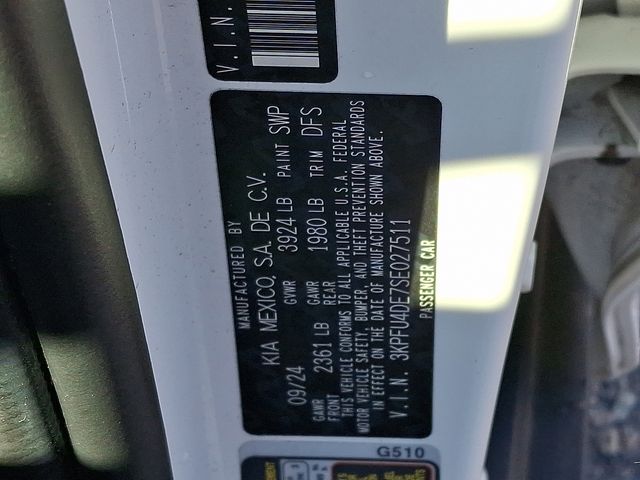 V.I.N.
MANUFACTURED BY
KIA MEXICO, S.A. DE C.V.
09/24 GVWR 3924 LB PAINT SWP
GAWR FRONT 2361 LB GAWR REAR 1980 LB TRIM DFS
THIS VEHICLE CONFORMS TO ALL APPLICABLE U.S.A. FEDERAL
MOTOR VEHICLE SAFETY, BUMPER, AND THEFT PREVENTION STANDARDS
IN EFFECT ON THE DATE OF MANUFACTURE SHOWN ABOVE.
V.I.N. 3KPFU4DE7SE027511
PASSENGER CAR
G510